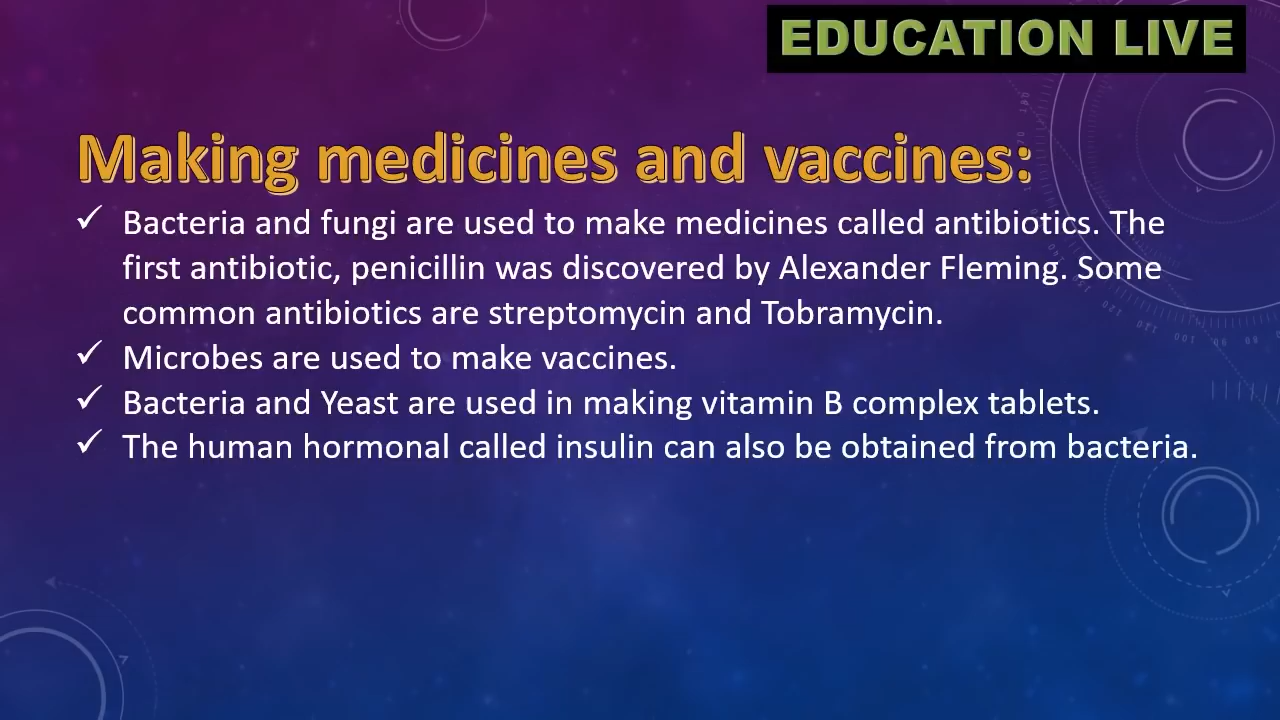 EDUCATION LIVE
Making medicines and vaccines:
✓ Bacteria and fungi are used to make medicines called antibiotics. The
first antibiotic, penicillin was discovered by Alexander Fleming. Some
common antibiotics are streptomycin and Tobramycin.
✓ Microbes are used to make vaccines.
✓ Bacteria and Yeast are used in making vitamin B complex tablets.
✓ The human hormonal called insulin can also be obtained from bacteria.